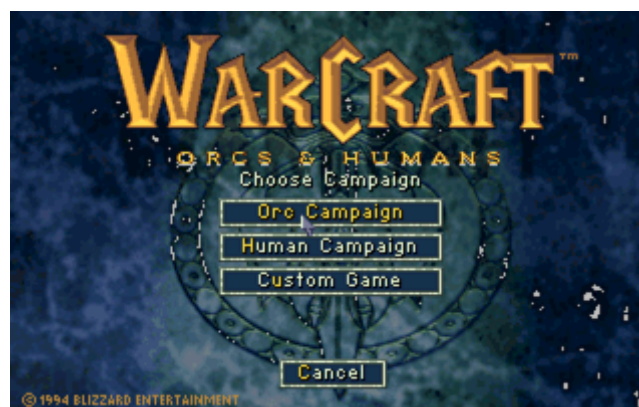 WARCRAFT™
ORCS & HUMANS
Choose Campaign
Orc Campaign
Human Campaign
Custom Game
Cancel
© 1994 BLIZZARD ENTERTAINMENT